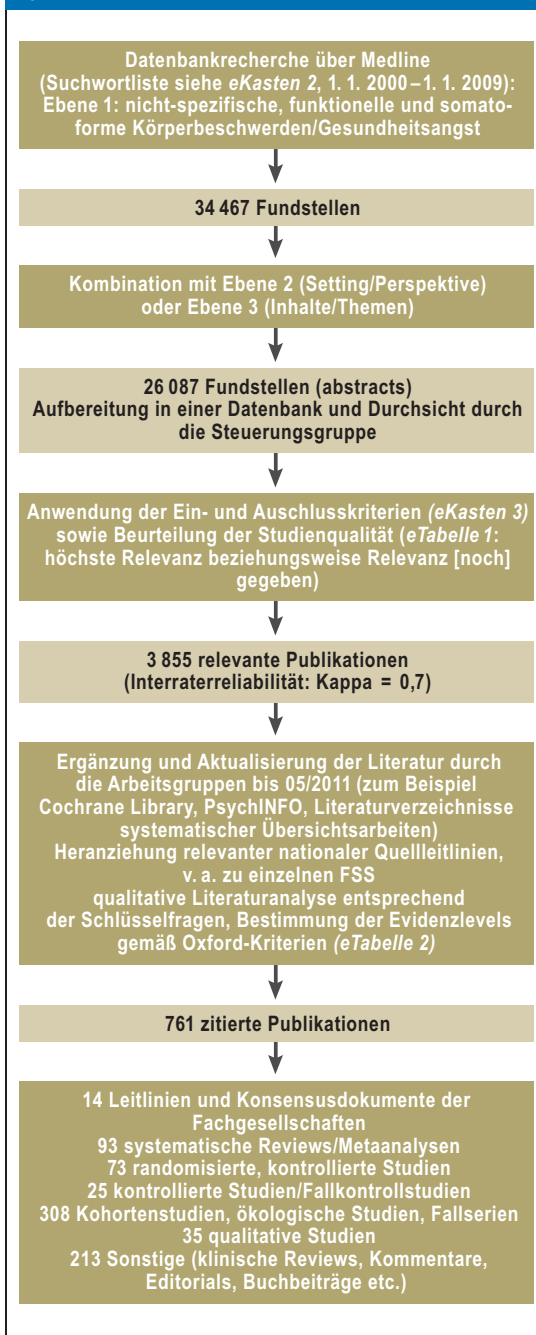 Datenbankrecherche über Medline
(Suchwortliste siehe eKasten 2, 1. 1. 2000 – 1. 1. 2009):
Ebene 1: nicht-spezifische, funktionelle und somato-
forme Körperbeschwerden/Gesundheitsangst
34 467 Fundstellen
Kombination mit Ebene 2 (Setting/Perspektive)
oder Ebene 3 (Inhalte/Themen)
26 087 Fundstellen (abstracts)
Aufbereitung in einer Datenbank und Durchsicht durch
die Steuerungsgruppe
Anwendung der Ein- und Auschlusskriterien (eKasten 3)
sowie Beurteilung der Studienqualität (eTabelle 1:
höchste Relevanz beziehungsweise Relevanz [noch]
gegeben)
3 855 relevante Publikationen
(Interraterreliabilität: Kappa = 0,7)
Ergänzung und Aktualisierung der Literatur durch
die Arbeitsgruppen bis 05/2011 (zum Beispiel
Cochrane Library, PsychINFO, Literaturverzeichnisse
systematischer Übersichtsarbeiten)
Heranziehung relevanter nationaler Quellleitlinien,
v. a. zu einzelnen FSS
qualitative Literaturanalyse entsprechend
der Schlüsselfragen, Bestimmung der Evidenzlevels
gemäß Oxford-Kriterien (eTabelle 2)
761 zitierte Publikationen
14 Leitlinien und Konsensusdokumente der
Fachgesellschaften
93 systematische Reviews/Metaanalysen
73 randomisierte, kontrollierte Studien
25 kontrollierte Studien/Fallkontrollstudien
308 Kohortenstudien, ökologische Studien, Fallserien
35 qualitative Studien
213 Sonstige (klinische Reviews, Kommentare,
Editorials, Buchbeiträge etc.)